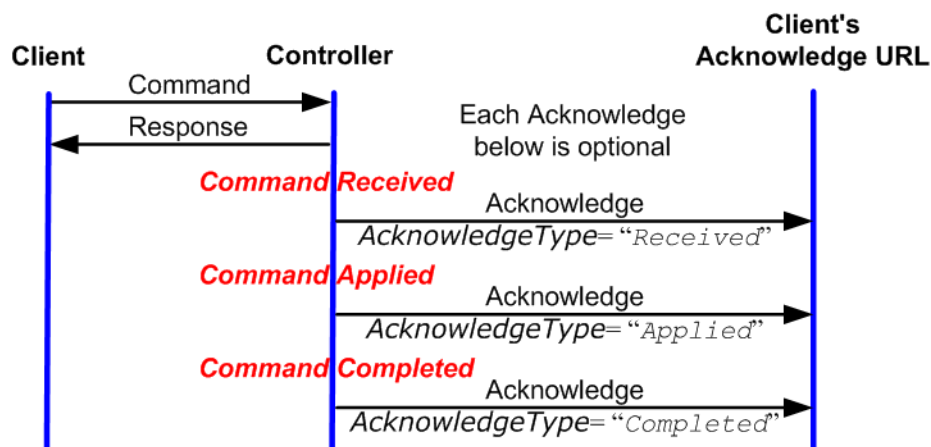 Client
Controller
Client's
Acknowledge URL
Command
Response
Each Acknowledge
below is optional
Command Received
Acknowledge
AcknowledgeType=“Received”
Command Applied
Acknowledge
AcknowledgeType=“Applied”
Command Completed
Acknowledge
AcknowledgeType=“Completed”